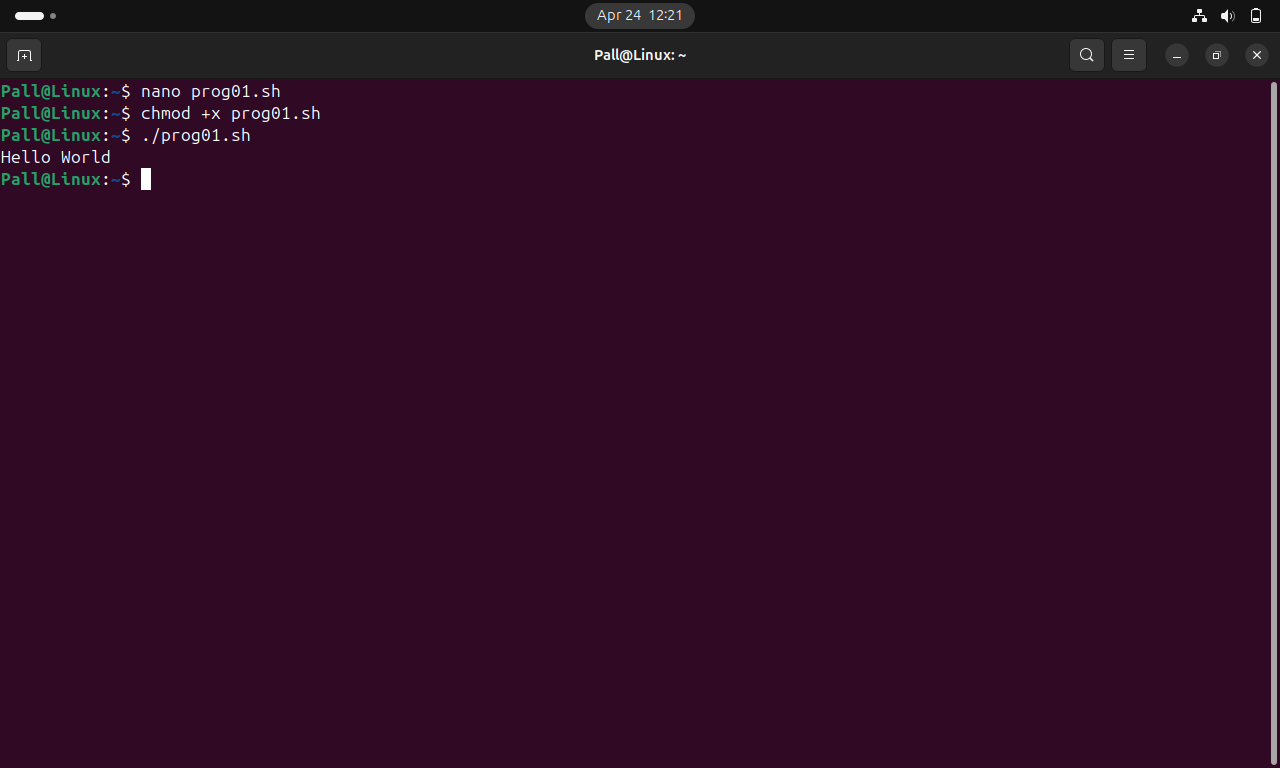 Apr 24 12:21
Pall@Linux: ~
Pall@Linux:~$ nano prog01.sh
Pall@Linux:~$ chmod +x prog01.sh
Pall@Linux:~$ ./prog01.sh
Hello World
Pall@Linux:~$